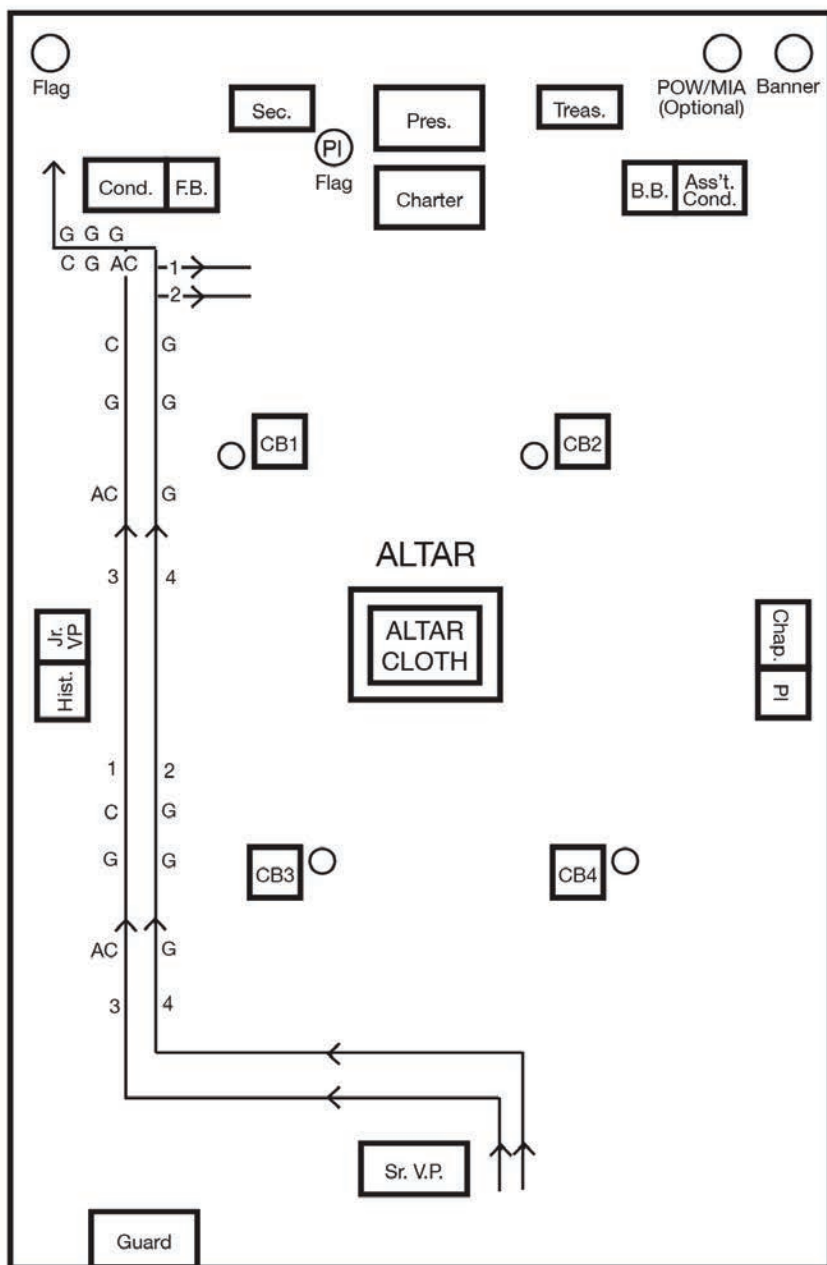 Flag
POW/MIA
(Optional)
Banner
Sec.
Pres.
Treas.
PI
Flag
Cond.
F.B.
Charter
B.B.
Ass't.
Cond.
G G G
C G AC
1
2
C G
G G
CB1
CB2
AC G
3 4
ALTAR
ALTAR
CLOTH
Jr.
VP
Hist.
Chap.
PI
1 2
C G
G G
CB3
CB4
AC G
3 4
Sr. V.P.
Guard